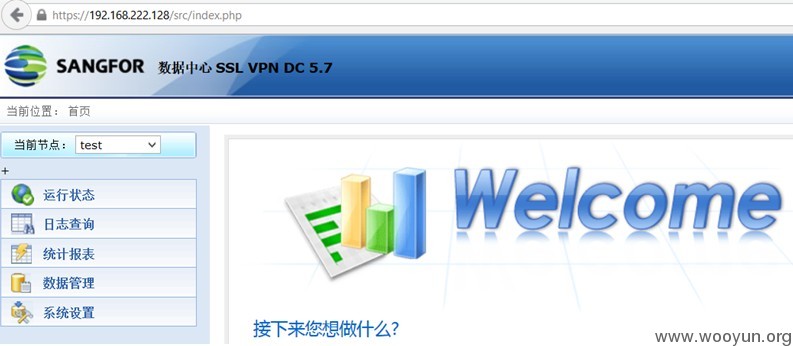 https://192.168.222.128/src/index.php
SANGFOR 数据中心 SSL VPN DC 5.7
当前位置： 首页
当前节点： test
+
运行状态
日志查询
统计报表
数据管理
系统设置
Welcome
接下来您想做什么?
www.wooyun.org